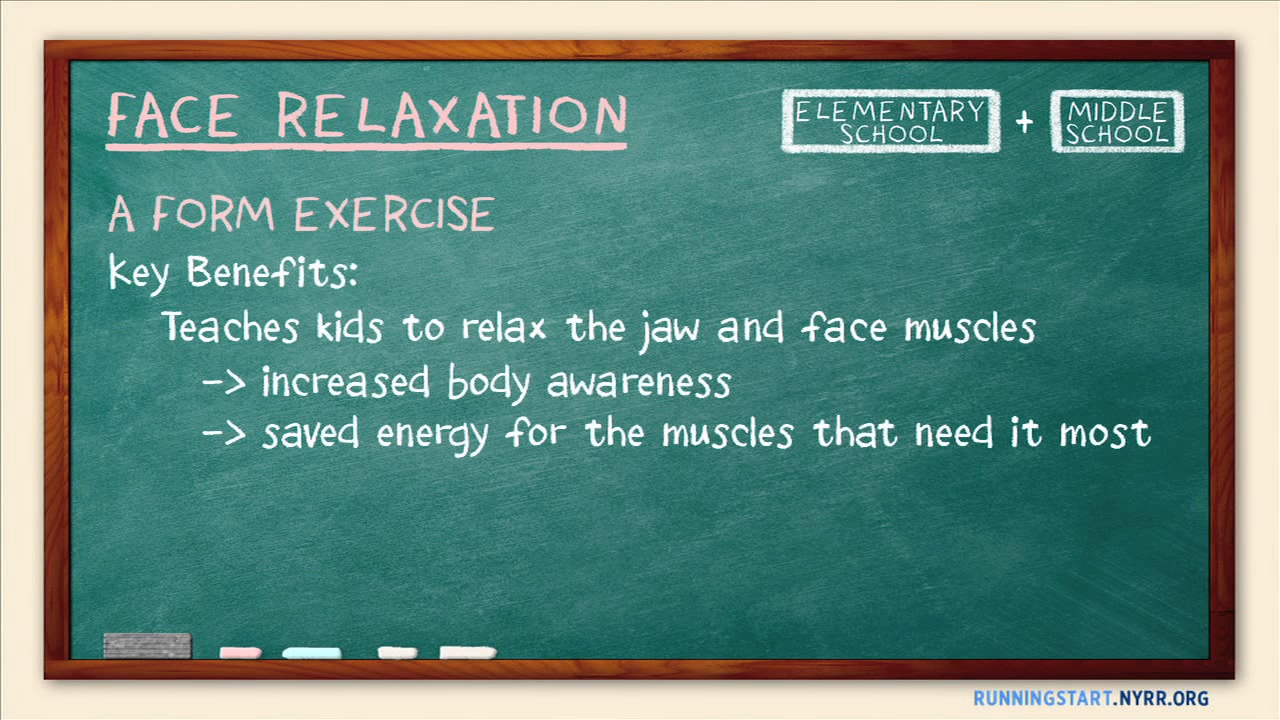 FACE RELAXATION
ELEMENTARY SCHOOL + MIDDLE SCHOOL
A FORM EXERCISE
Key Benefits:
Teaches kids to relax the jaw and face muscles
-> increased body awareness
-> saved energy for the muscles that need it most
RUNNINGSTART.NYRR.ORG